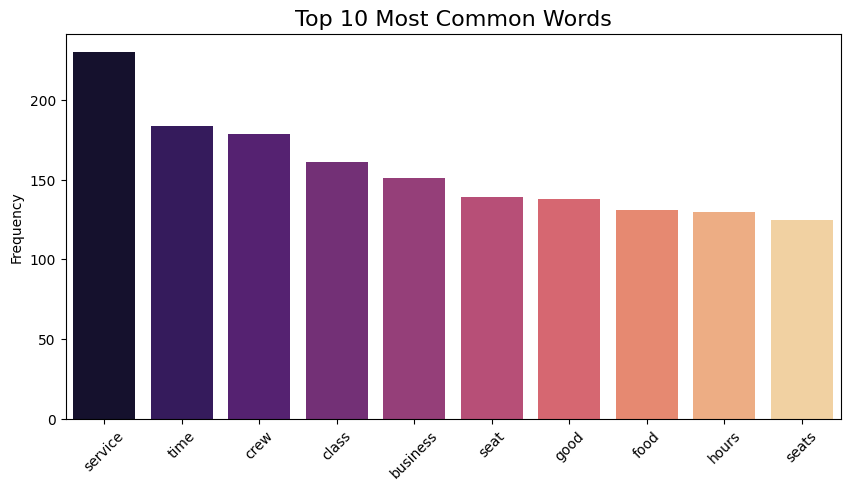 Top 10 Most Common Words
Frequency
200
150
100
50
0
service
time
crew
class
business
seat
good
food
hours
seats